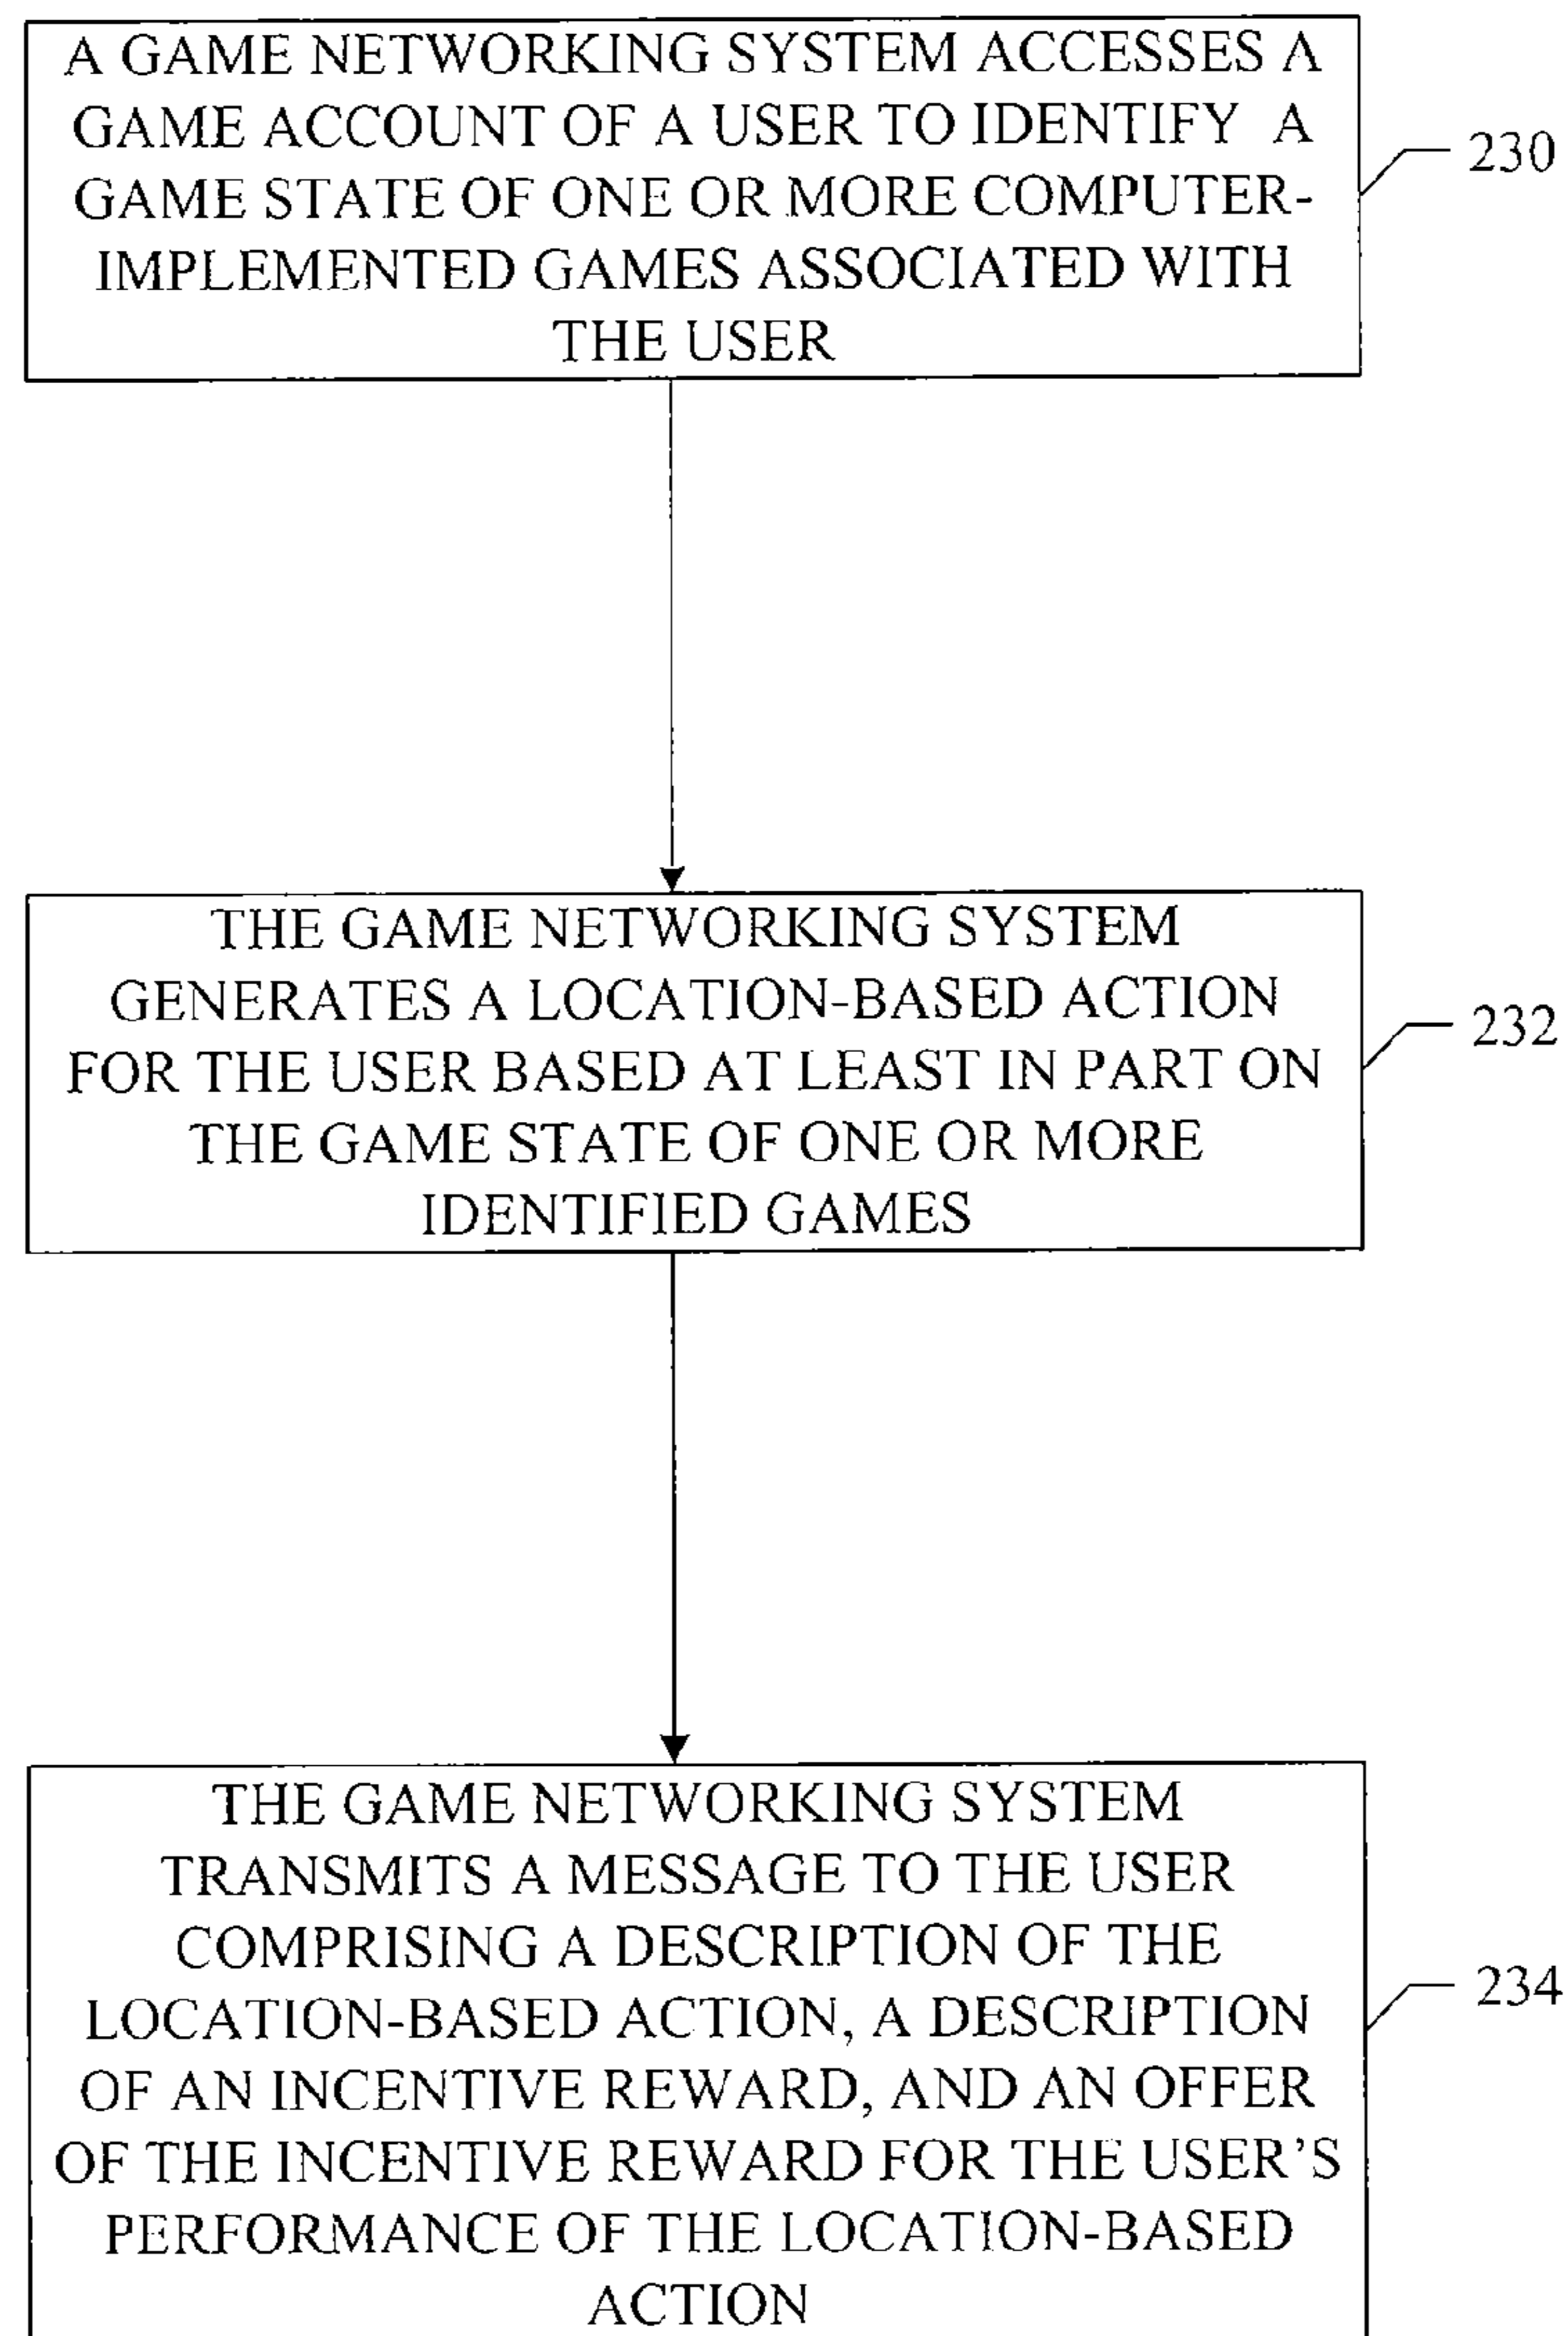 A GAME NETWORKING SYSTEM ACCESSES A
GAME ACCOUNT OF A USER TO IDENTIFY A
GAME STATE OF ONE OR MORE COMPUTER-
IMPLEMENTED GAMES ASSOCIATED WITH
THE USER
230
THE GAME NETWORKING SYSTEM
GENERATES A LOCATION-BASED ACTION
FOR THE USER BASED AT LEAST IN PART ON
THE GAME STATE OF ONE OR MORE
IDENTIFIED GAMES
232
THE GAME NETWORKING SYSTEM
TRANSMITS A MESSAGE TO THE USER
COMPRISING A DESCRIPTION OF THE
LOCATION-BASED ACTION, A DESCRIPTION
OF AN INCENTIVE REWARD, AND AN OFFER
OF THE INCENTIVE REWARD FOR THE USER’S
PERFORMANCE OF THE LOCATION-BASED
ACTION
234